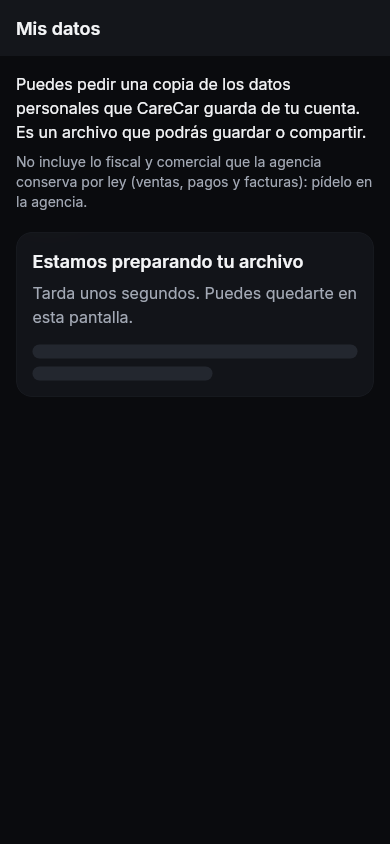 Mis datos
Puedes pedir una copia de los datos
personales que CareCar guarda de tu cuenta.
Es un archivo que podrás guardar o compartir.
No incluye lo fiscal y comercial que la agencia
conserva por ley (ventas, pagos y facturas): pídelo en
la agencia.
Estamos preparando tu archivo
Tarda unos segundos. Puedes quedarte en
esta pantalla.